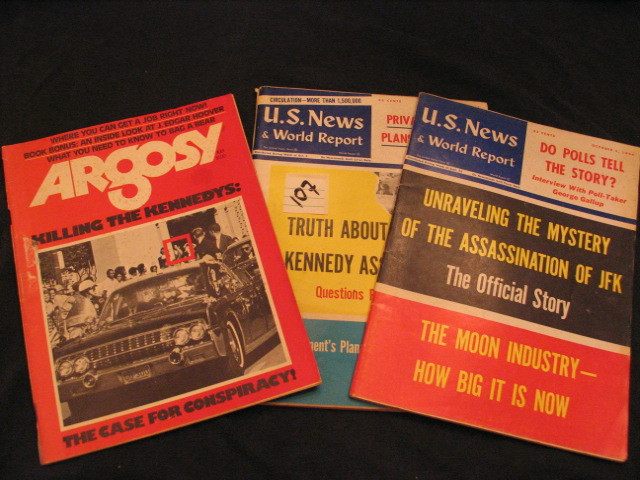 WHERE YOU CAN GET A JOB RIGHT NOW!
BOOK BONUS: AN INSIDE LOOK AT J. EDGAR HOOVER
WHAT YOU NEED TO KNOW TO BAG A BEAR
ARGOSY
KILLING THE KENNEDYS:
THE CASE FOR CONSPIRACY!
CIRCULATION—MORE THAN 1,500,000
U.S. News
& World Report
PRIVA
PLANS
107
TRUTH ABOUT
KENNEDY ASS
Questions
ment's Plan
U.S. News
& World Report
DO POLLS TELL
THE STORY?
Interview With Poll-Taker
George Gallup
UNRAVELING THE MYSTERY
OF THE ASSASSINATION OF JFK
The Official Story
THE MOON INDUSTRY—
HOW BIG IT IS NOW